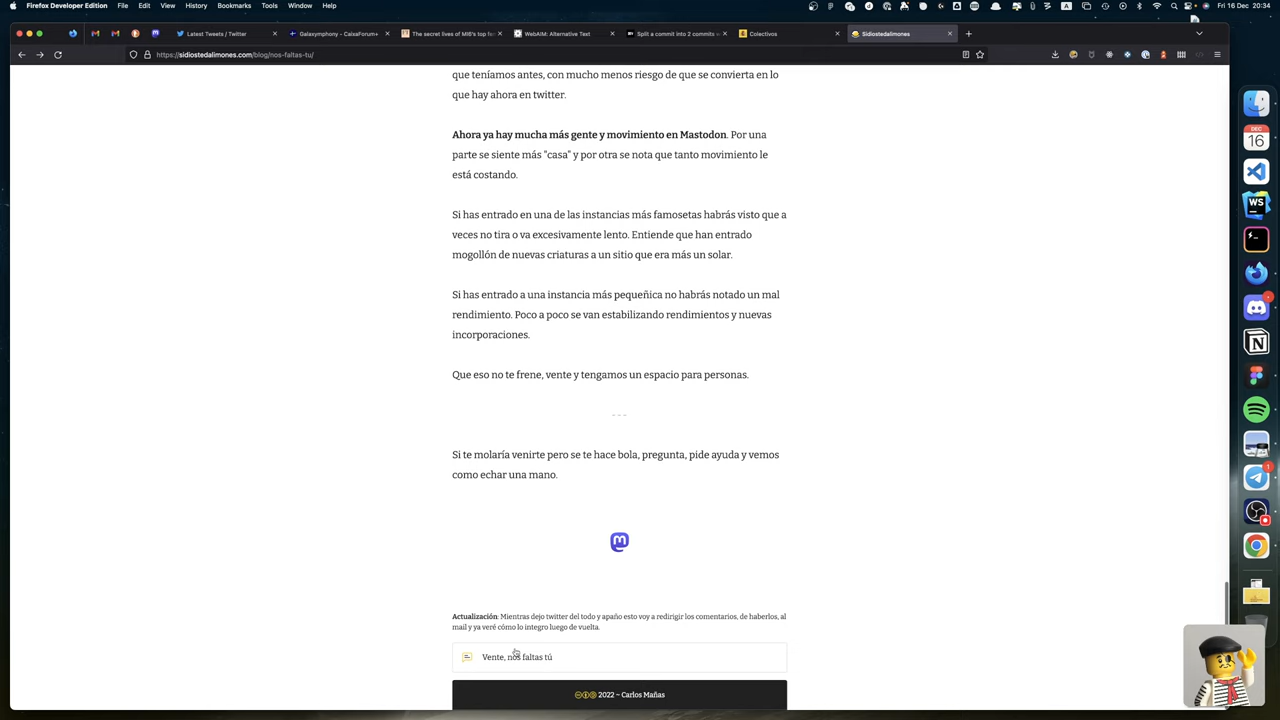 Firefox Developer Edition File Edit View History Bookmarks Tools Window Help
Fri 16 Dec 20:34
Latest Tweets / Twitter
Galaxymphony - CaixaForum+
The secret lives of MI6's top fe
WebAIM: Alternative Text
Split a commit into 2 commits w
Colectivos
Sidiostedalimones
https://sidiostedalimones.com/blog/nos-faltas-tu/
que teníamos antes, con mucho menos riesgo de que se convierta en lo
que hay ahora en twitter.
Ahora ya hay mucha más gente y movimiento en Mastodon. Por una
parte se siente más "casa" y por otra se nota que tanto movimiento le
está costando.
Si has entrado en una de las instancias más famosetas habrás visto que a
veces no tira o va excesivamente lento. Entiende que han entrado
mogollón de nuevas criaturas a un sitio que era más un solar.
Si has entrado a una instancia más pequeñica no habrás notado un mal
rendimiento. Poco a poco se van estabilizando rendimientos y nuevas
incorporaciones.
Que eso no te frene, vente y tengamos un espacio para personas.
---
Si te molaría venirte pero se te hace bola, pregunta, pide ayuda y vemos
como echar una mano.
Actualización: Mientras dejo twitter del todo y apaño esto voy a redirigir los comentarios, de haberlos, al
mail y ya veré cómo lo integro luego de vuelta.
Vente, nos faltas tú
2022 ~ Carlos Mañas
DEC
16
WS
1